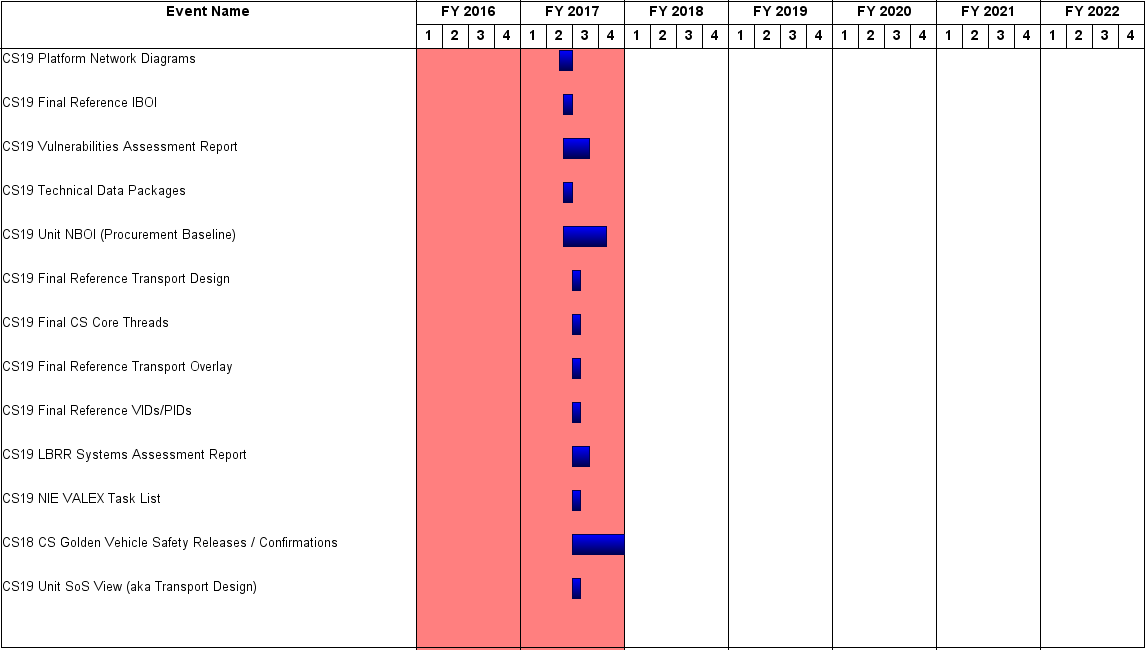 Event Name FY 2016 FY 2017 FY 2018 FY 2019 FY 2020 FY 2021 FY 2022
1 2 3 4 1 2 3 4 1 2 3 4 1 2 3 4 1 2 3 4 1 2 3 4 1 2 3 4
CS19 Platform Network Diagrams
CS19 Final Reference IBOI
CS19 Vulnerabilities Assessment Report
CS19 Technical Data Packages
CS19 Unit NBOI (Procurement Baseline)
CS19 Final Reference Transport Design
CS19 Final CS Core Threads
CS19 Final Reference Transport Overlay
CS19 Final Reference VIDs/PIDs
CS19 LBRR Systems Assessment Report
CS19 NIE VALEX Task List
CS18 CS Golden Vehicle Safety Releases / Confirmations
CS19 Unit SoS View (aka Transport Design)